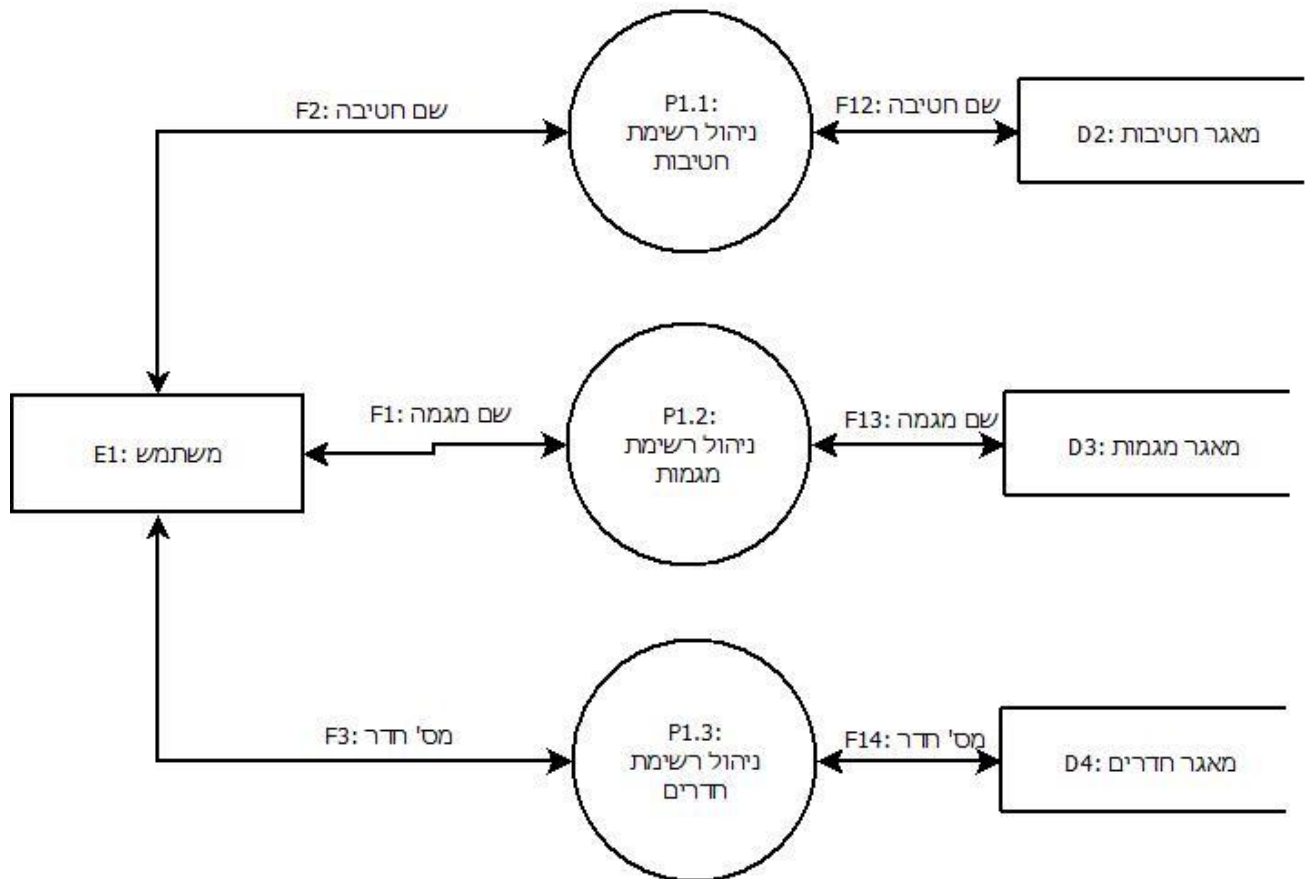 F2: שם חטיבה
P1.1:
ניהול רשימת
חטיבות
F12: שם חטיבה
D2: מאגר חטיבות
E1: משתמש
F1: שם מגמה
P1.2:
ניהול רשימת
מגמות
F13: שם מגמה
D3: מאגר מגמות
F3: מס' חדר
P1.3:
ניהול רשימת
חדרים
F14: מס' חדר
D4: מאגר חדרים